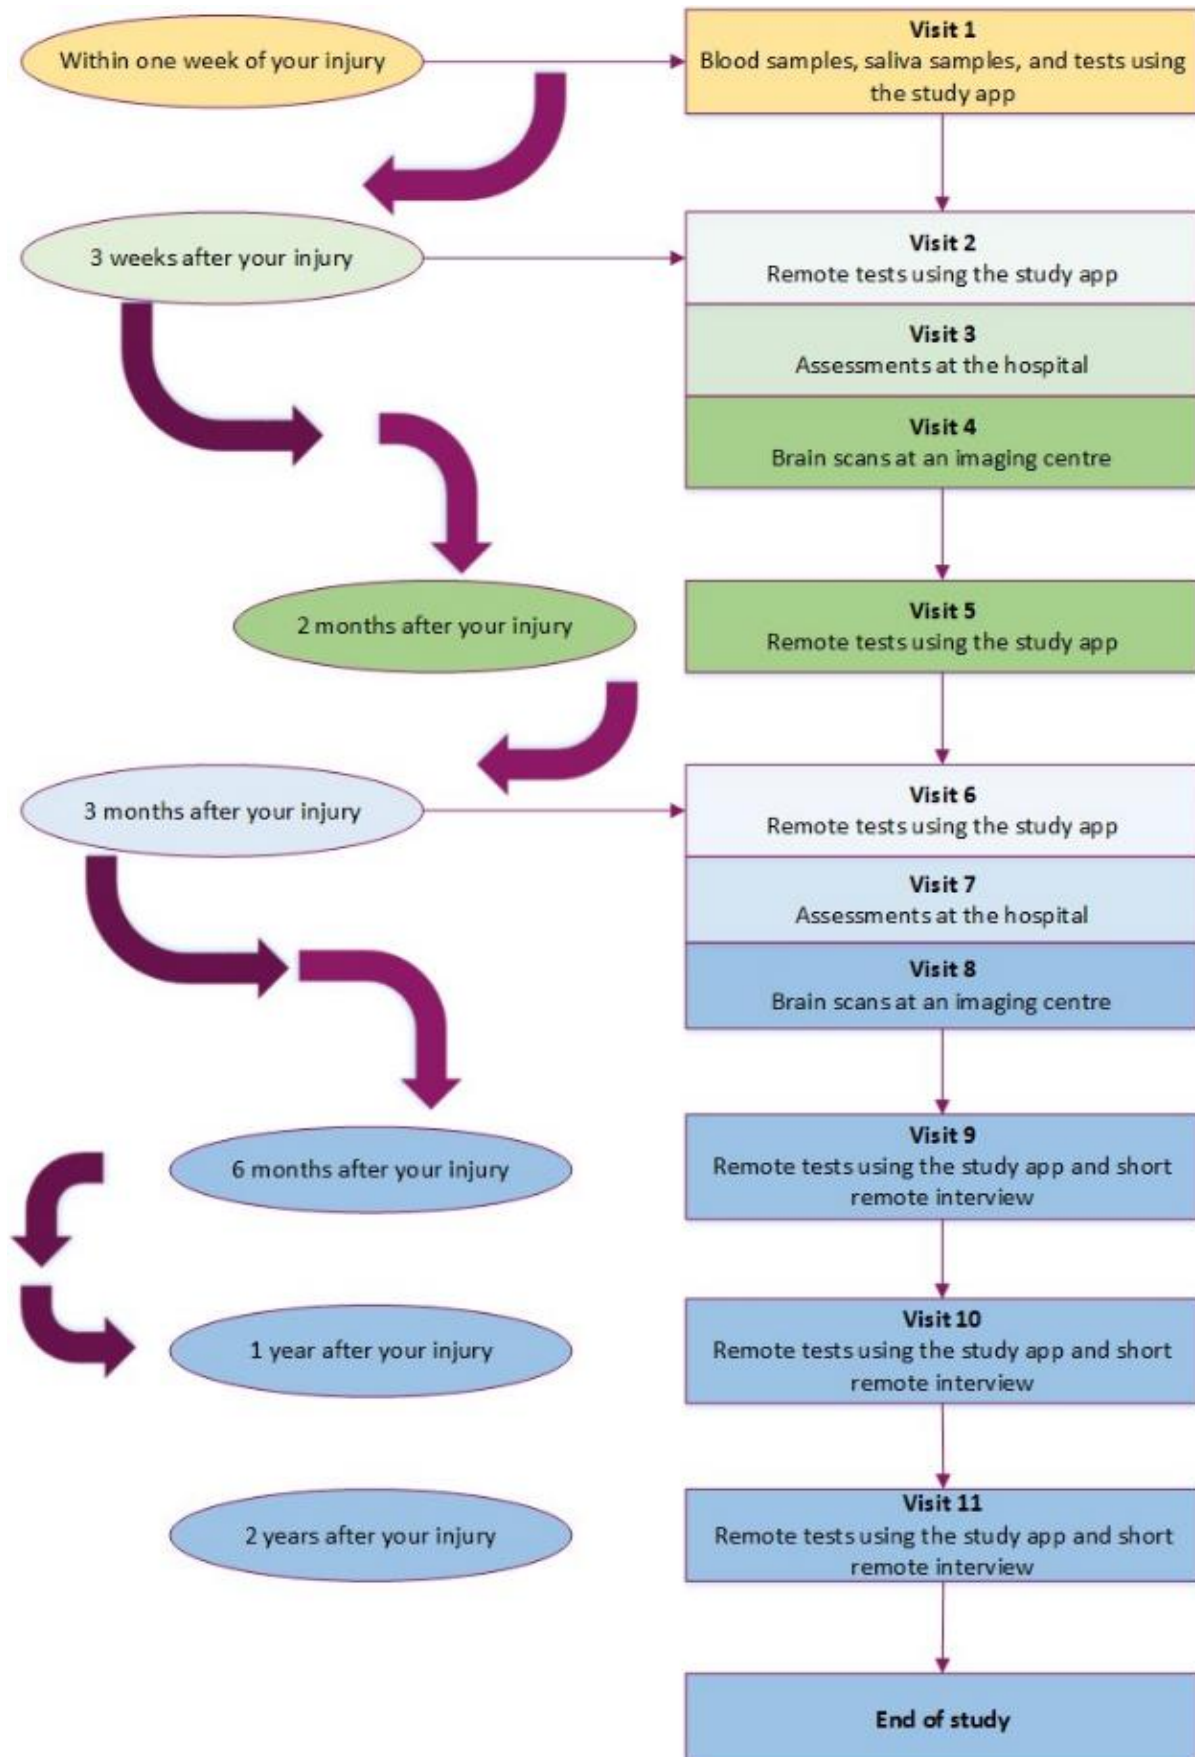 Within one week of your injury
Visit 1
Blood samples, saliva samples, and tests using
the study app
3 weeks after your injury
Visit 2
Remote tests using the study app
Visit 3
Assessments at the hospital
Visit 4
Brain scans at an imaging centre
2 months after your injury
Visit 5
Remote tests using the study app
3 months after your injury
Visit 6
Remote tests using the study app
Visit 7
Assessments at the hospital
Visit 8
Brain scans at an imaging centre
6 months after your injury
Visit 9
Remote tests using the study app and short
remote interview
1 year after your injury
Visit 10
Remote tests using the study app and short
remote interview
2 years after your injury
Visit 11
Remote tests using the study app and short
remote interview
End of study